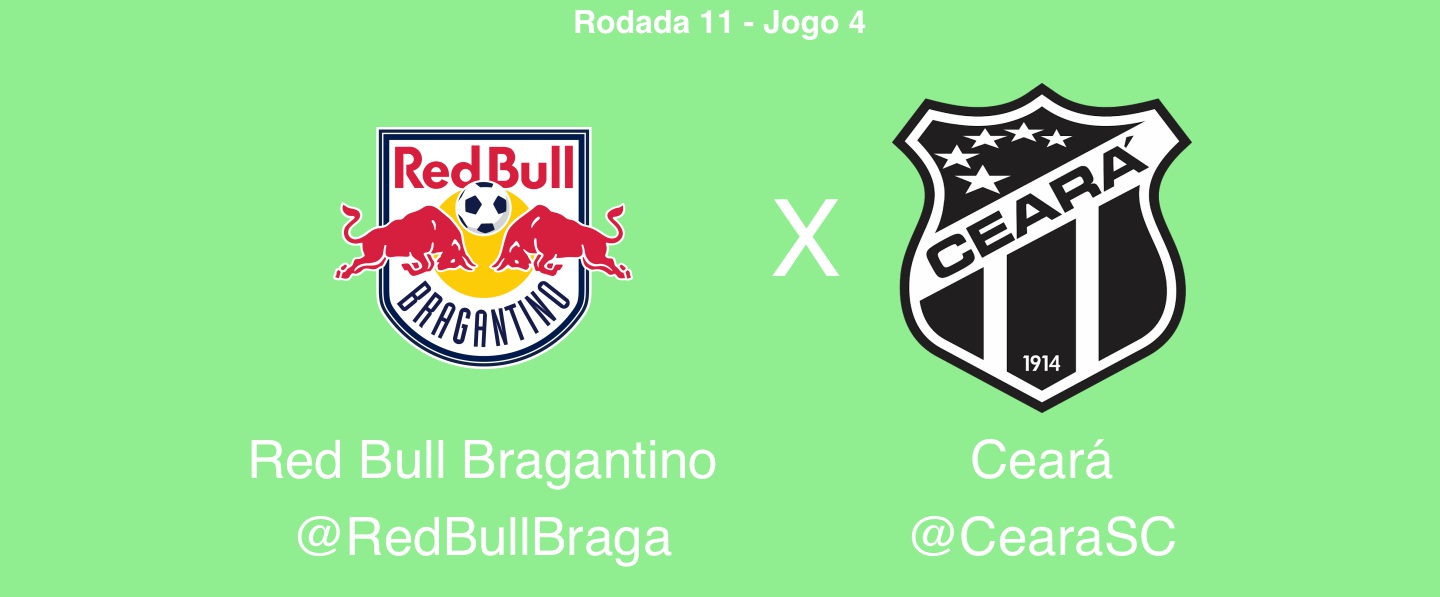 Rodada 11 - Jogo 4
Red Bull
BRAGANTINO
X
CEARÁ
1914
Red Bull Bragantino
Ceará
@RedBullBraga
@CearaSC